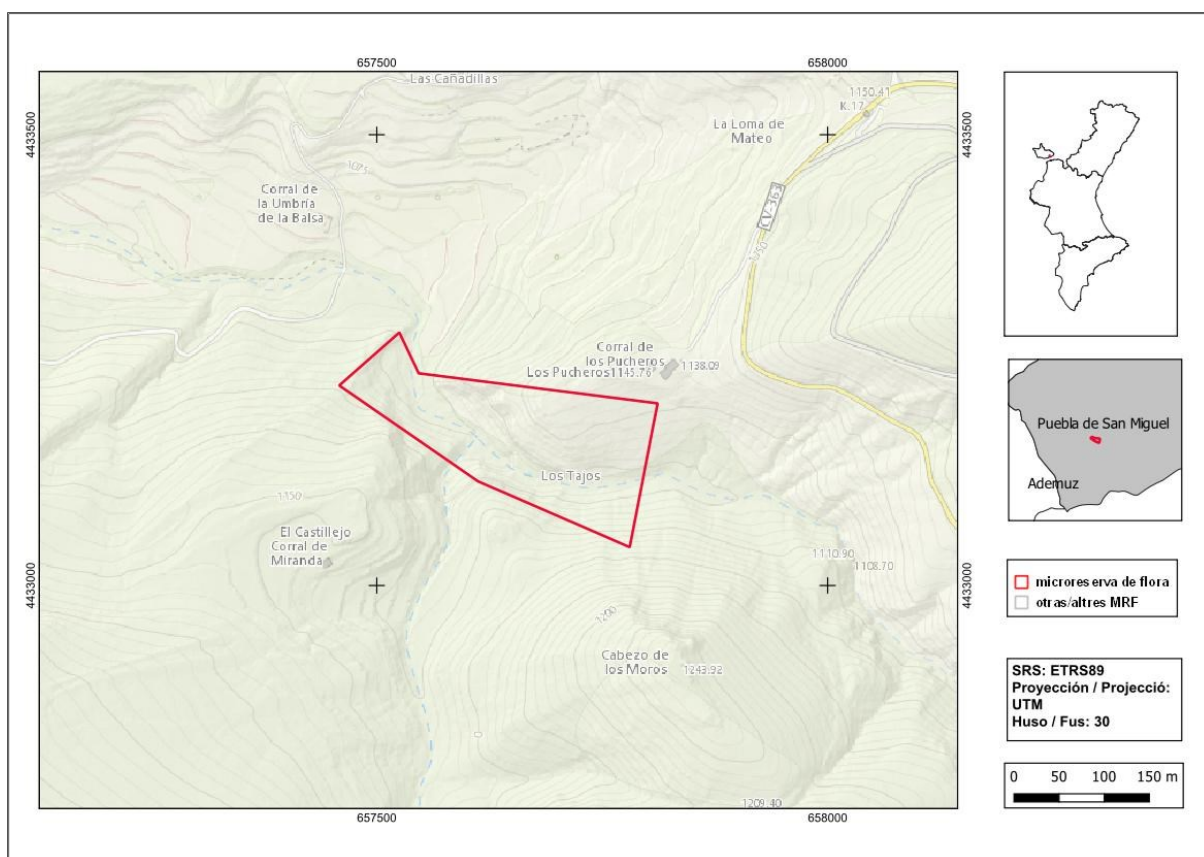 657500
658000
4433500
4433500
Las Cañadillas
1150.41
K.17
La Loma de
Mateo
1075
Corral de
la Umbría
de la Balsa
CV-363
1150
Corral de
los Pucheros
1138.09
Los Pucheros
1145.76
Los Tajos
1150
El Castillejo
Corral de
Miranda
1110.90
1108.70
4433000
4433000
1200
Cabezo de
los Moros
1243.92
1209.40
657500
658000
Puebla de San Miguel
Ademuz
microreserva de flora
otras/altres MRF
SRS: ETRS89
Proyección / Projecció:
UTM
Huso / Fus: 30
0 50 100 150 m